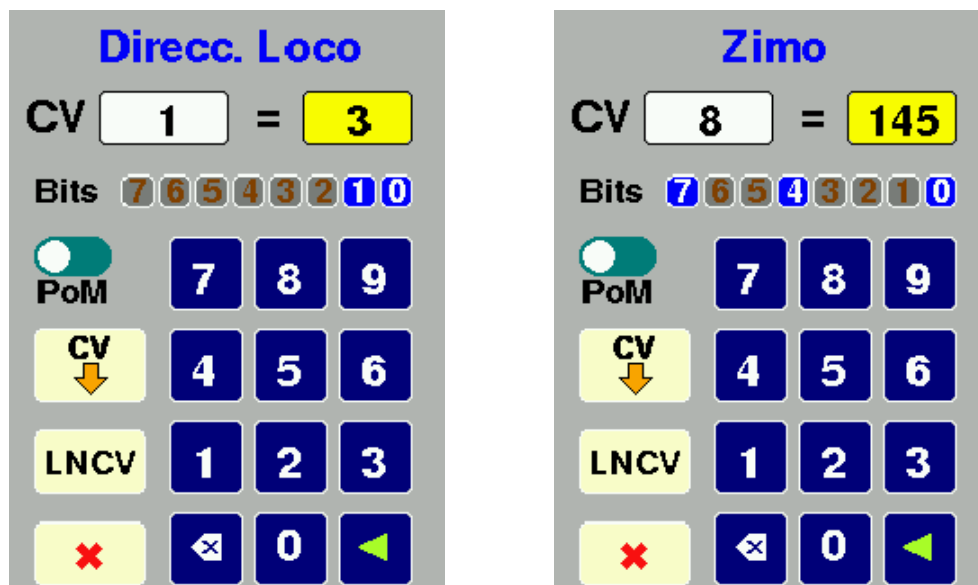 Direcc. Loco
CV 1 = 3
Bits 7 6 5 4 3 2 1 0
PoM 7 8 9
CV 4 5 6
LNCV 1 2 3
0
Zimo
CV 8 = 145
Bits 7 6 5 4 3 2 1 0
PoM 7 8 9
CV 4 5 6
LNCV 1 2 3
0